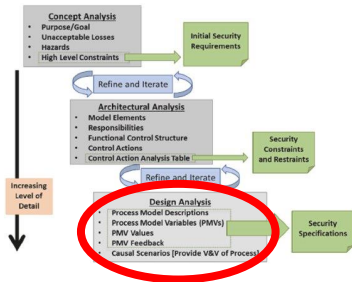 Concept Analysis
• Purpose/Goal
• Unacceptable Losses
• Hazards
• High Level Constraints
Initial Security
Requirements
Refine and Iterate
Architectural Analysis
• Model Elements
• Responsibilities
• Functional Control Structure
• Control Actions
• Control Action Analysis Table
Security
Constraints
and Restraints
Refine and Iterate
Increasing
Level of
Detail
Design Analysis
• Process Model Descriptions
• Process Model Variables (PMVs)
• PMV Values
• PMV Feedback
• Causal Scenarios [Provide V&V of Process]
Security
Specifications